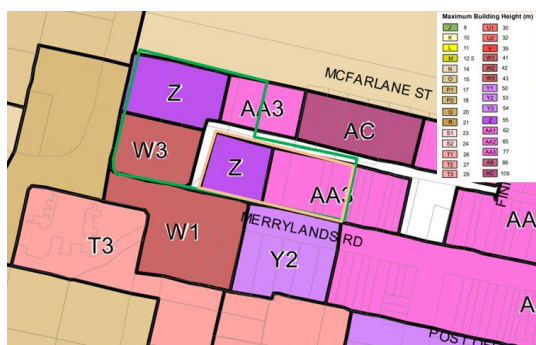 Maximum Building Height (m)
J 9
K 10
L 11
M 12.5
N 14
O 15
P1 17
P2 18
Q 20
R 21
S1 23
S2 24
T1 26
T2 27
T3 29
U1 30
U2 32
V 39
W1 41
W2 42
W3 43
Y1 50
Y2 53
Y3 54
Z 55
AA1 62
AA2 65
AA3 77
AB 86
AC 105
MCFARLANE ST
Z
AA3
AC
W3
Z
AA3
FIN
AA
T3
W1
MERRYLANDS RD
Y2
A
POST OF